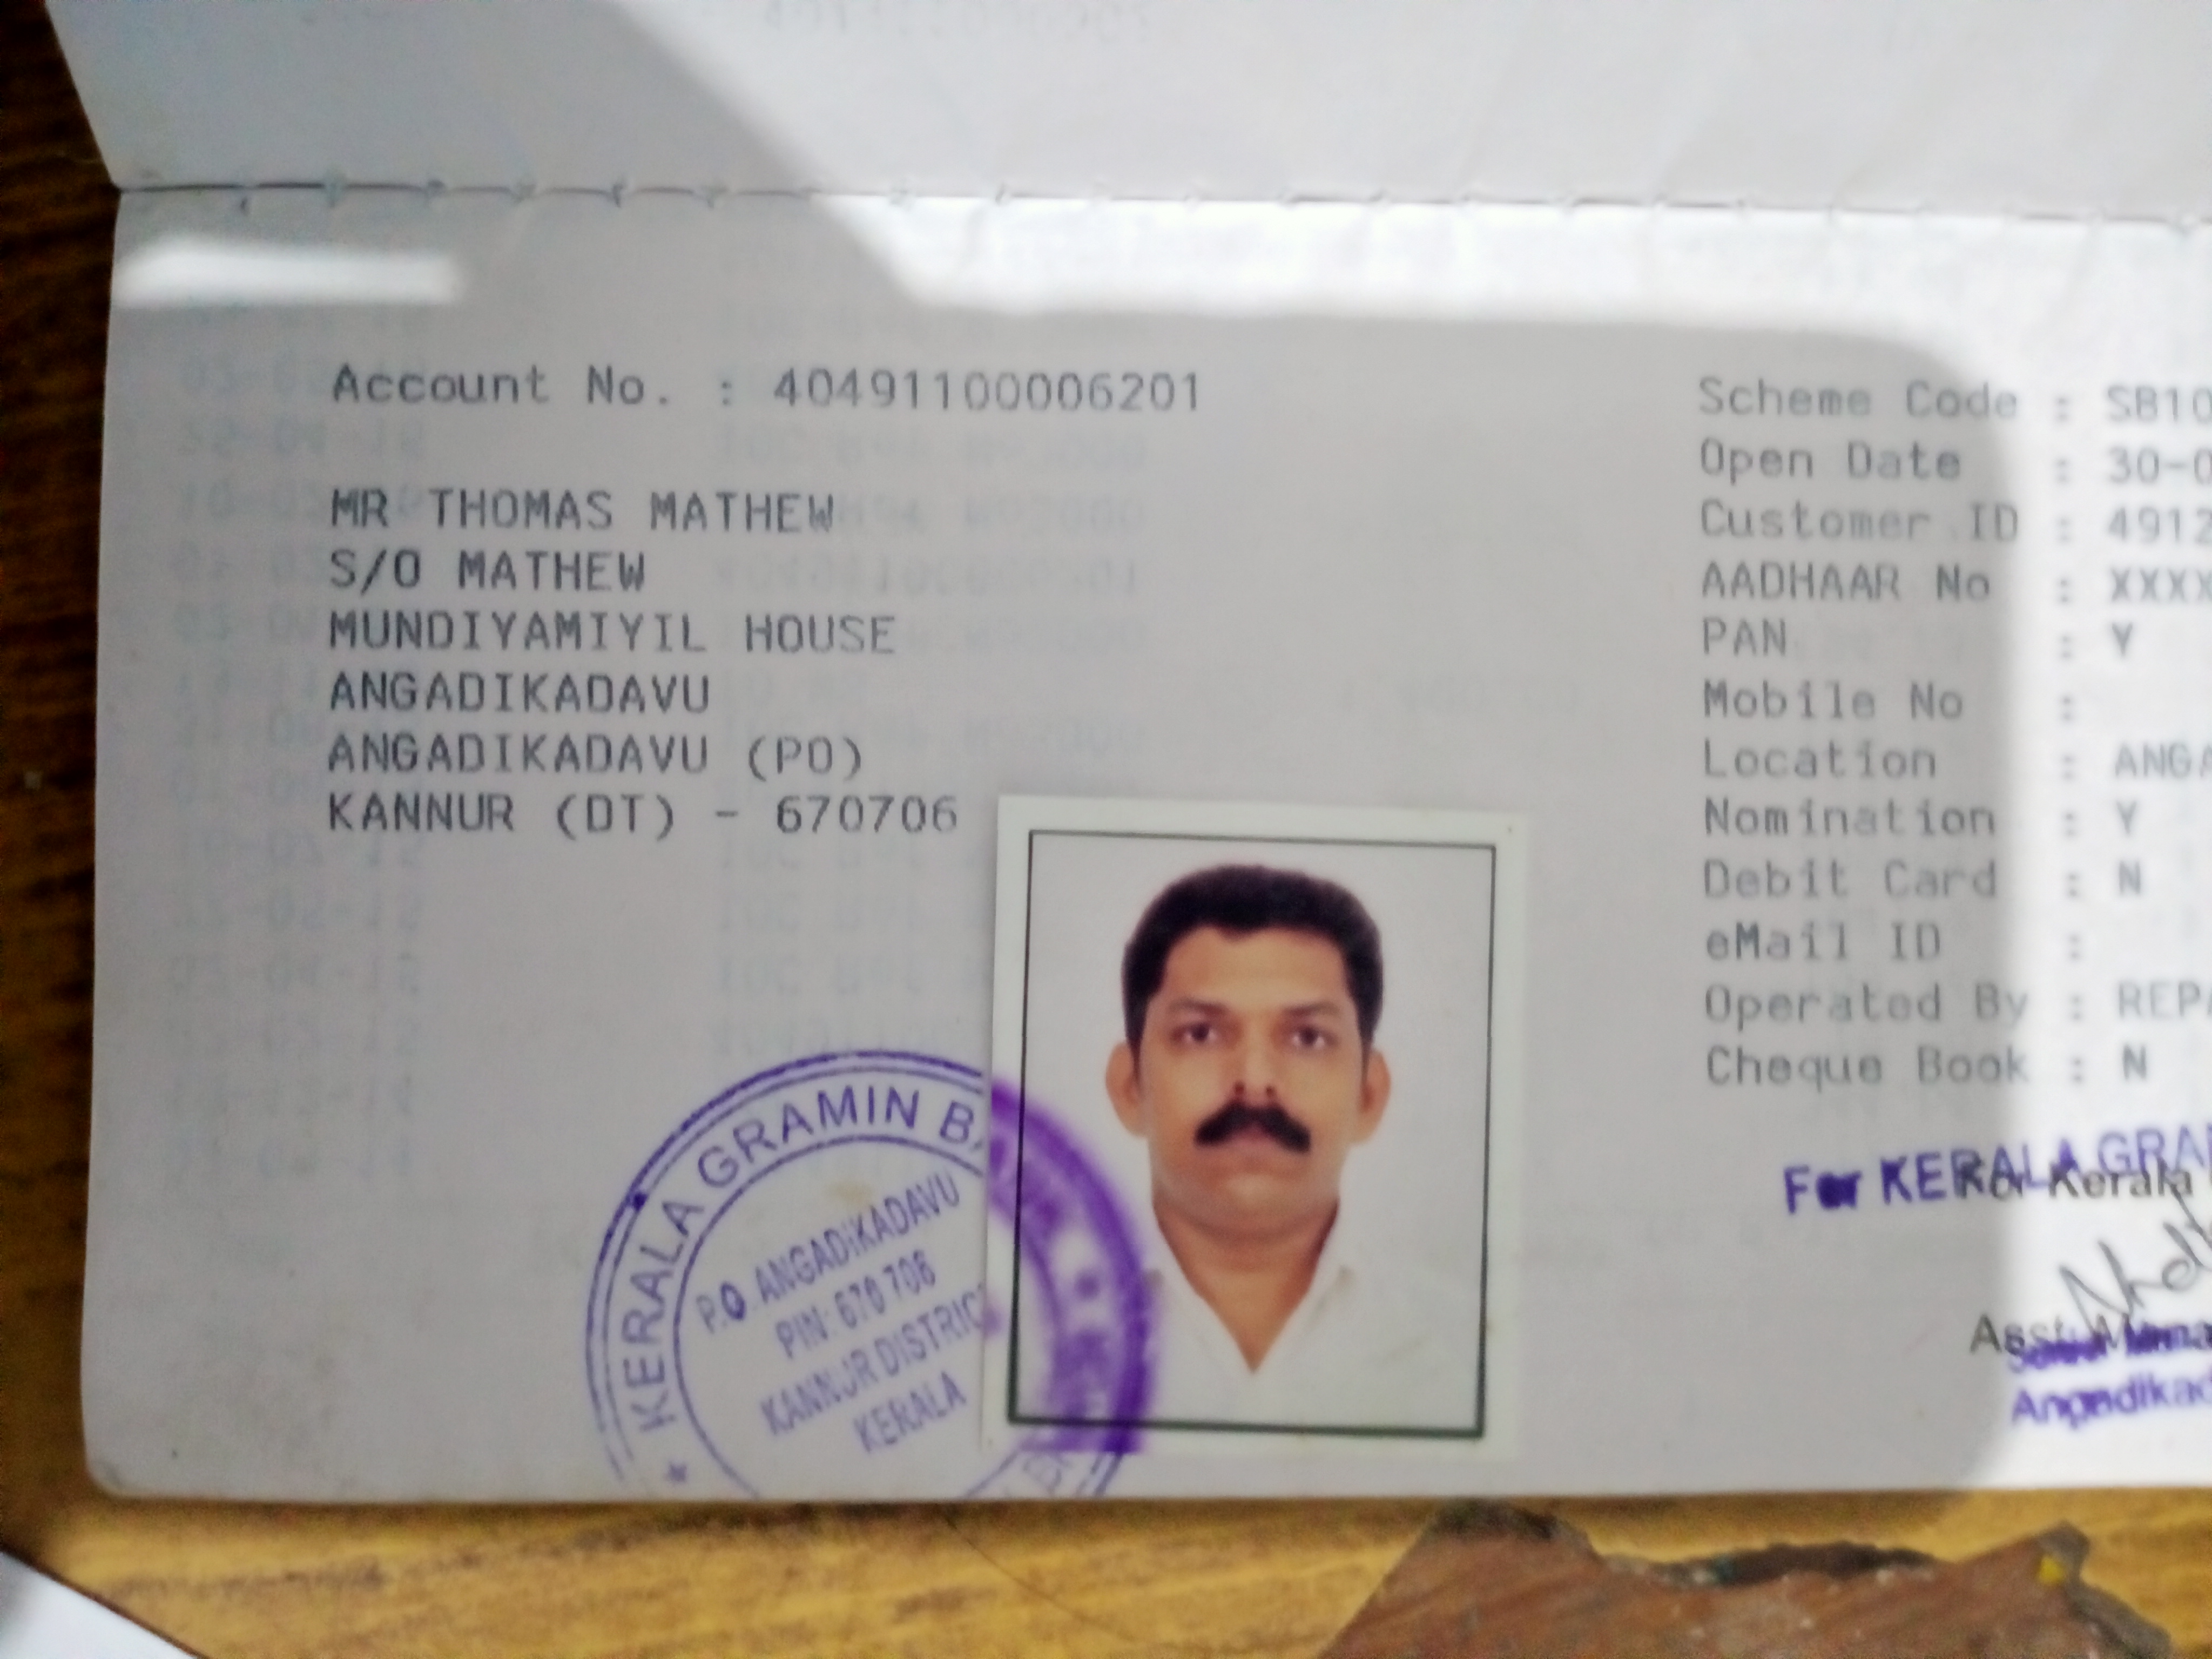 Account No. : 40491100006201
MR THOMAS MATHEW
S/O MATHEW
MUNDIYAMIYIL HOUSE
ANGADIKADAVU
ANGADIKADAVU (PO)
KANNUR (DT) - 670706
Scheme Code : SB10
Open Date : 30-0
Customer ID : 4912
AADHAAR No : XXXX
PAN : Y
Mobile No :
Location : ANGA
Nomination : Y
Debit Card : N
eMail ID :
Operated By : REPA
Cheque Book : N
KERALA GRAMIN BA
P.O. ANGADIKADAVU
PIN: 670 706
KANNUR DISTRICT
KERALA
For KERALA GRA
For Kerala
Asst. Mana
Angadikad